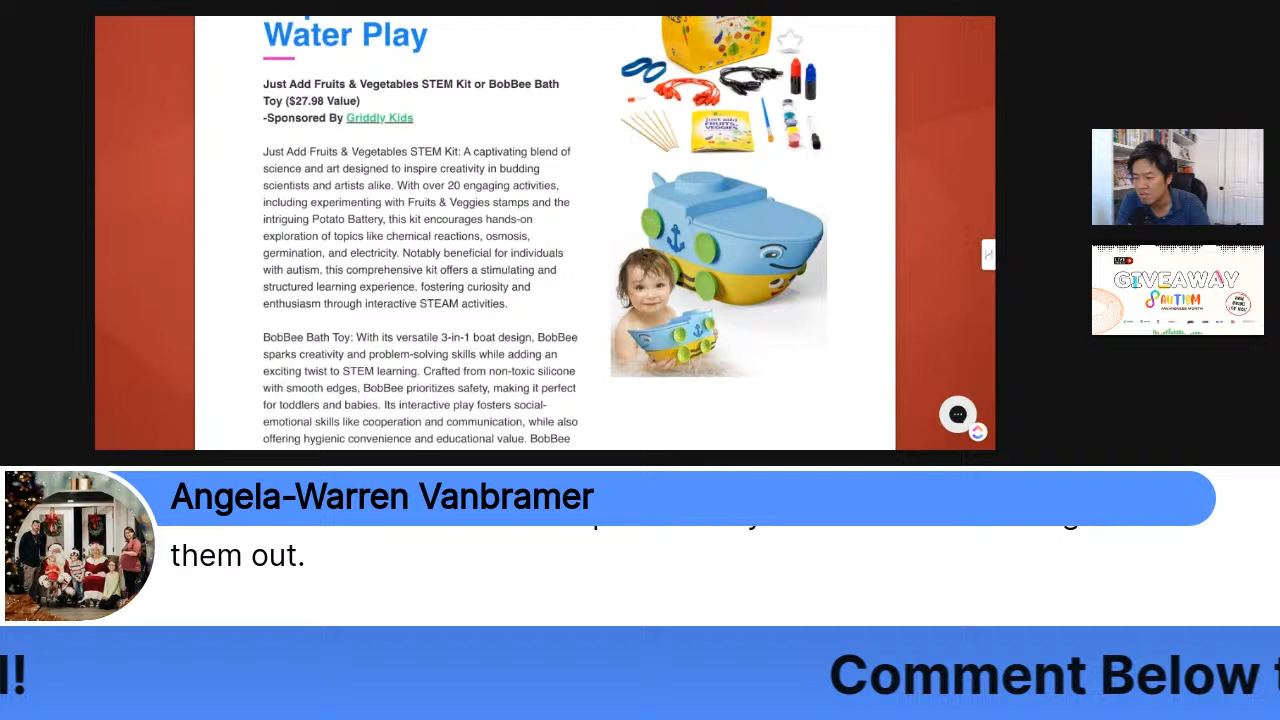 Water Play
Just Add Fruits & Vegetables STEM Kit or BobBee Bath
Toy ($27.98 Value)
-Sponsored By Griddly Kids
Just Add Fruits & Vegetables STEM Kit: A captivating blend of
science and art designed to inspire creativity in budding
scientists and artists alike. With over 20 engaging activities,
including experimenting with Fruits & Veggies stamps and the
intriguing Potato Battery, this kit encourages hands-on
exploration of topics like chemical reactions, osmosis,
germination, and electricity. Notably beneficial for individuals
with autism, this comprehensive kit offers a stimulating and
structured learning experience, fostering curiosity and
enthusiasm through interactive STEAM activities.
BobBee Bath Toy: With its versatile 3-in-1 boat design, BobBee
sparks creativity and problem-solving skills while adding an
exciting twist to STEM learning. Crafted from non-toxic silicone
with smooth edges, BobBee prioritizes safety, making it perfect
for toddlers and babies. Its interactive play fosters social-
emotional skills like cooperation and communication, while also
offering hygienic convenience and educational value. BobBee
just add
FRUITS &
VEGGIES
GIVEAWAY
AUTISM
AWARENESS MONTH
Angela-Warren Vanbramer
them out.
l!
Comment Below t